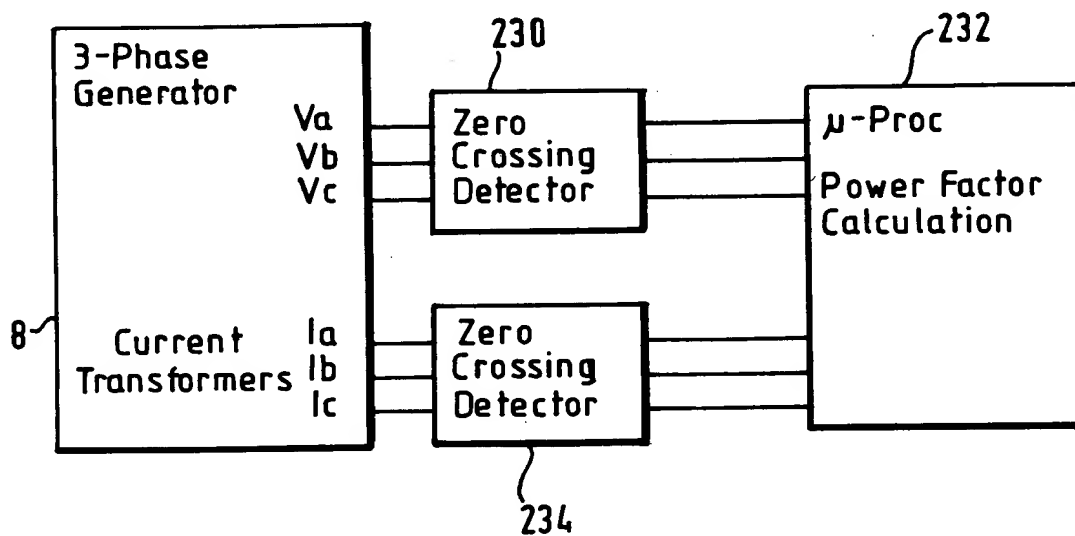 230
232
3-Phase
Generator
Va
Vb
Vc
Zero
Crossing
Detector
µ-Proc
Power Factor
Calculation
8
Current
Transformers
Ia
Ib
Ic
Zero
Crossing
Detector
234